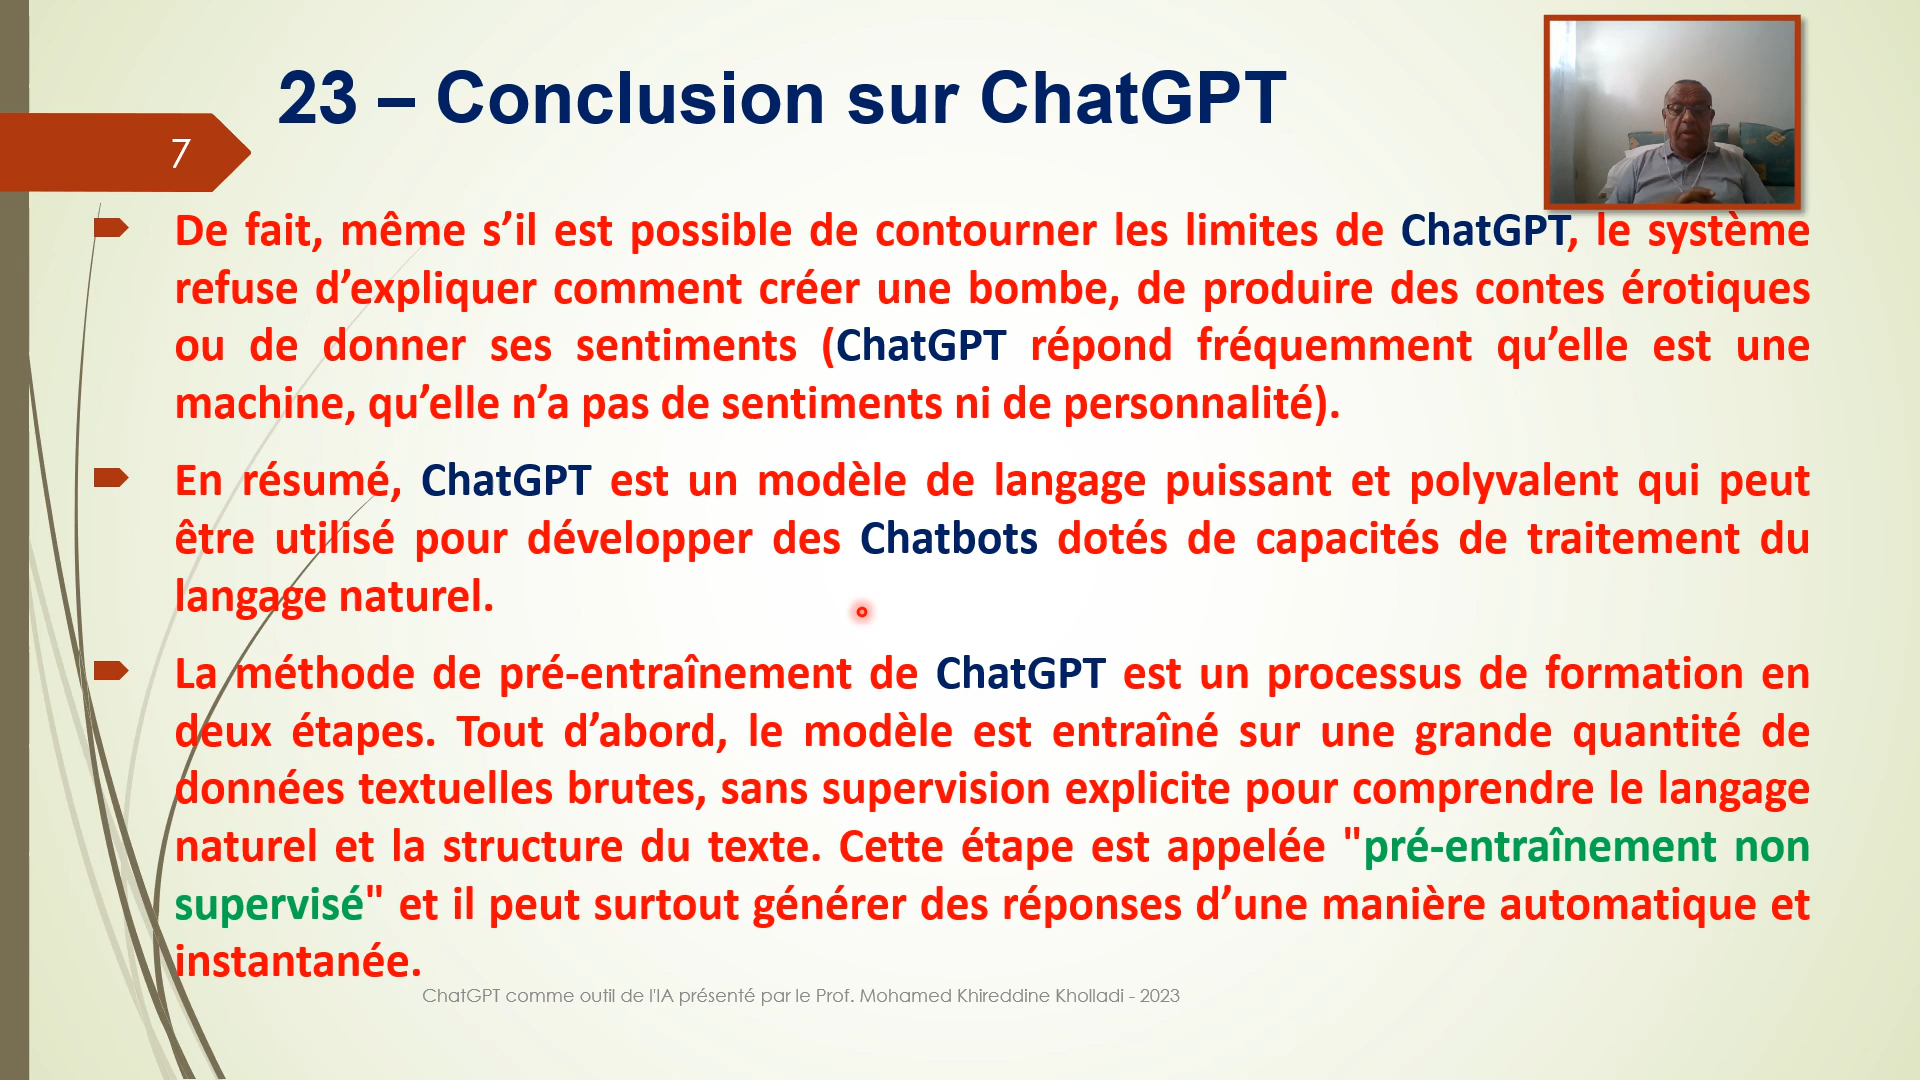 23 – Conclusion sur ChatGPT
7
De fait, même s’il est possible de contourner les limites de ChatGPT, le système
refuse d’expliquer comment créer une bombe, de produire des contes érotiques
ou de donner ses sentiments (ChatGPT répond fréquemment qu’elle est une
machine, qu’elle n’a pas de sentiments ni de personnalité).
En résumé, ChatGPT est un modèle de langage puissant et polyvalent qui peut
être utilisé pour développer des Chatbots dotés de capacités de traitement du
langage naturel.
La méthode de pré-entraînement de ChatGPT est un processus de formation en
deux étapes. Tout d’abord, le modèle est entraîné sur une grande quantité de
données textuelles brutes, sans supervision explicite pour comprendre le langage
naturel et la structure du texte. Cette étape est appelée "pré-entraînement non
supervisé" et il peut surtout générer des réponses d’une manière automatique et
instantanée.
ChatGPT comme outil de l'IA présenté par le Prof. Mohamed Khireddine Kholladi - 2023